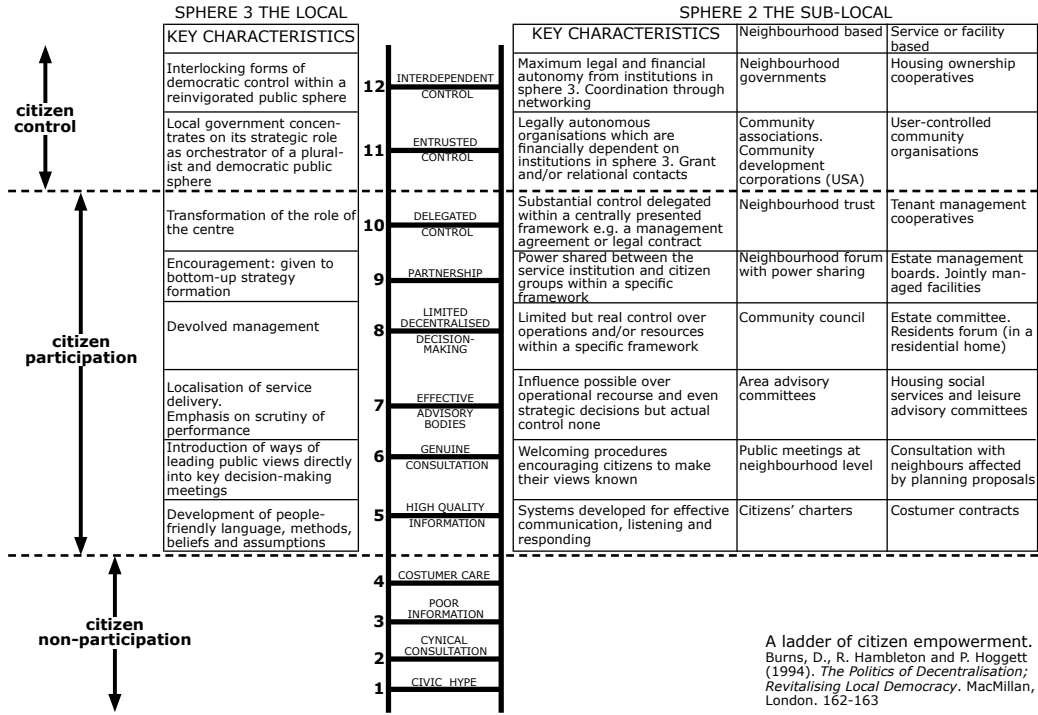 SPHERE 3 THE LOCAL
SPHERE 2 THE SUB-LOCAL
KEY CHARACTERISTICS
KEY CHARACTERISTICS
Neighbourhood based
Service or facility
based
citizen
control
Interlocking forms of
democratic control within a
reinvigorated public sphere
12
INTERDEPENDENT
CONTROL
Maximum legal and financial
autonomy from institutions in
sphere 3. Coordination through
networking
Neighbourhood
governments
Housing ownership
cooperatives
Local government concen-
trates on its strategic role
as orchestrator of a plural-
ist and democratic public
sphere
11
ENTRUSTED
CONTROL
Legally autonomous
organisations which are
financially dependent on
institutions in sphere 3. Grant
and/or relational contacts
Community
associations.
Community
development
corporations (USA)
User-controlled
community
organisations
citizen
participation
Transformation of the role of
the centre
10
DELEGATED
CONTROL
Substantial control delegated
within a centrally presented
framework e.g. a management
agreement or legal contract
Neighbourhood trust
Tenant management
cooperatives
Encouragement: given to
bottom-up strategy
formation
9
PARTNERSHIP
Power shared between the
service institution and citizen
groups within a specific
framework
Neighbourhood forum
with power sharing
Estate management
boards. Jointly man-
aged facilities
Devolved management
8
LIMITED
DECENTRALISED
DECISION-
MAKING
Limited but real control over
operations and/or resources
within a specific framework
Community council
Estate committee.
Residents forum (in a
residential home)
Localisation of service
delivery.
Emphasis on scrutiny of
performance
7
EFFECTIVE
ADVISORY
BODIES
Influence possible over
operational recourse and even
strategic decisions but actual
control none
Area advisory
committees
Housing social
services and leisure
advisory committees
Introduction of ways of
leading public views directly
into key decision-making
meetings
6
GENUINE
CONSULTATION
Welcoming procedures
encouraging citizens to make
their views known
Public meetings at
neighbourhood level
Consultation with
neighbours affected
by planning proposals
Development of people-
friendly language, methods,
beliefs and assumptions
5
HIGH QUALITY
INFORMATION
Systems developed for effective
communication, listening and
responding
Citizens' charters
Costumer contracts
citizen
non-participation
4
COSTUMER CARE
3
POOR
INFORMATION
2
CYNICAL
CONSULTATION
1
CIVIC HYPE
A ladder of citizen empowerment.
Burns, D., R. Hambleton and P. Hoggett
(1994). The Politics of Decentralisation;
Revitalising Local Democracy. MacMillan,
London. 162-163